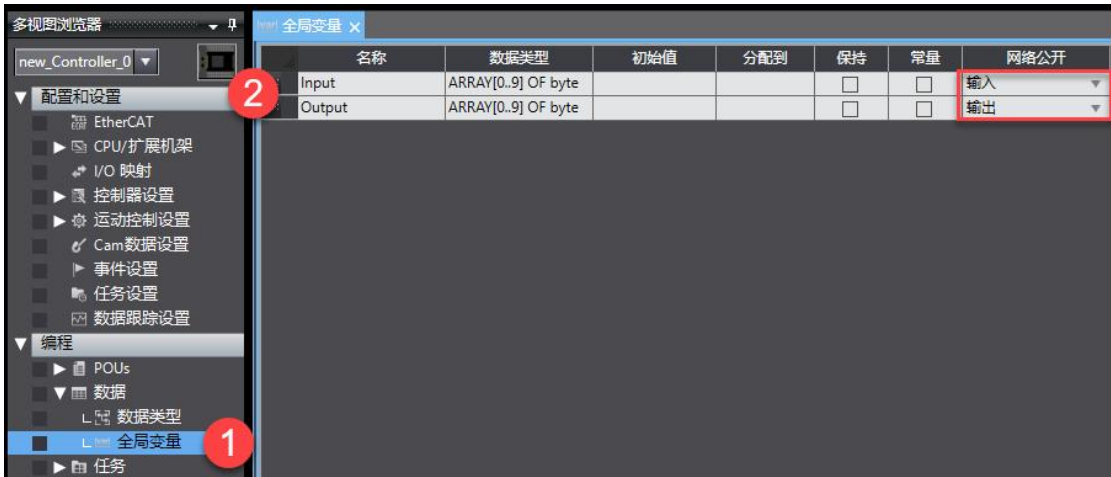 多视图浏览器
new_Controller_0
配置和设置
EtherCAT
CPU/扩展机架
I/O 映射
控制器设置
运动控制设置
Cam数据设置
事件设置
任务设置
数据跟踪设置
编程
POUs
数据
数据类型
全局变量
任务
1
全局变量
名称 数据类型 初始值 分配到 保持 常量 网络公开
2
Input ARRAY[0..9] OF byte 输入
Output ARRAY[0..9] OF byte 输出